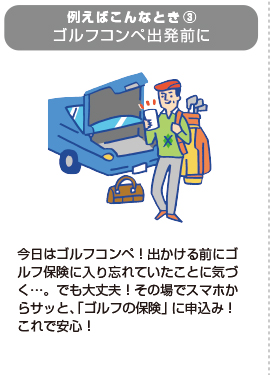 例えばこんなとき③
ゴルフコンペ出発前に
今日はゴルフコンペ！出かける前にゴ
ルフ保険に入り忘れていたことに気づ
く…。でも大丈夫！その場でスマホか
らサッと、「ゴルフの保険」に申込み！
これで安心！